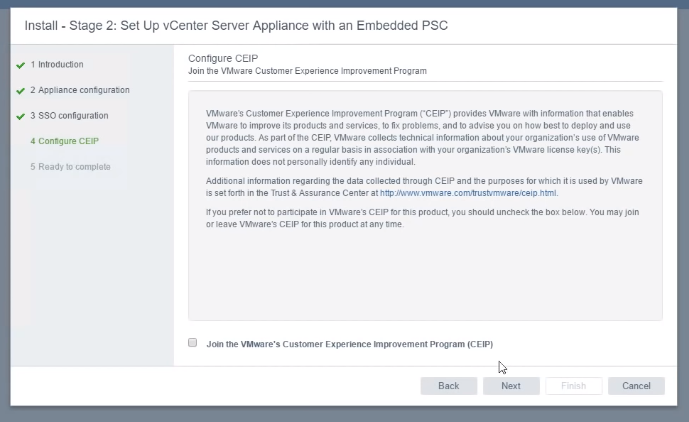 Install - Stage 2: Set Up vCenter Server Appliance with an Embedded PSC
1 Introduction
2 Appliance configuration
3 SSO configuration
4 Configure CEIP
5 Ready to complete
Configure CEIP
Join the VMware Customer Experience Improvement Program
VMware's Customer Experience Improvement Program ("CEIP") provides VMware with information that enables
VMware to improve its products and services, to fix problems, and to advise you on how best to deploy and use
our products. As part of the CEIP, VMware collects technical information about your organization's use of VMware
products and services on a regular basis in association with your organization's VMware license key(s). This
information does not personally identify any individual.
Additional information regarding the data collected through CEIP and the purposes for which it is used by VMware
is set forth in the Trust & Assurance Center at http://www.vmware.com/trustvmware/ceip.html.
If you prefer not to participate in VMware's CEIP for this product, you should uncheck the box below. You may join
or leave VMware's CEIP for this product at any time.
Join the VMware's Customer Experience Improvement Program (CEIP)
Back
Next
Finish
Cancel